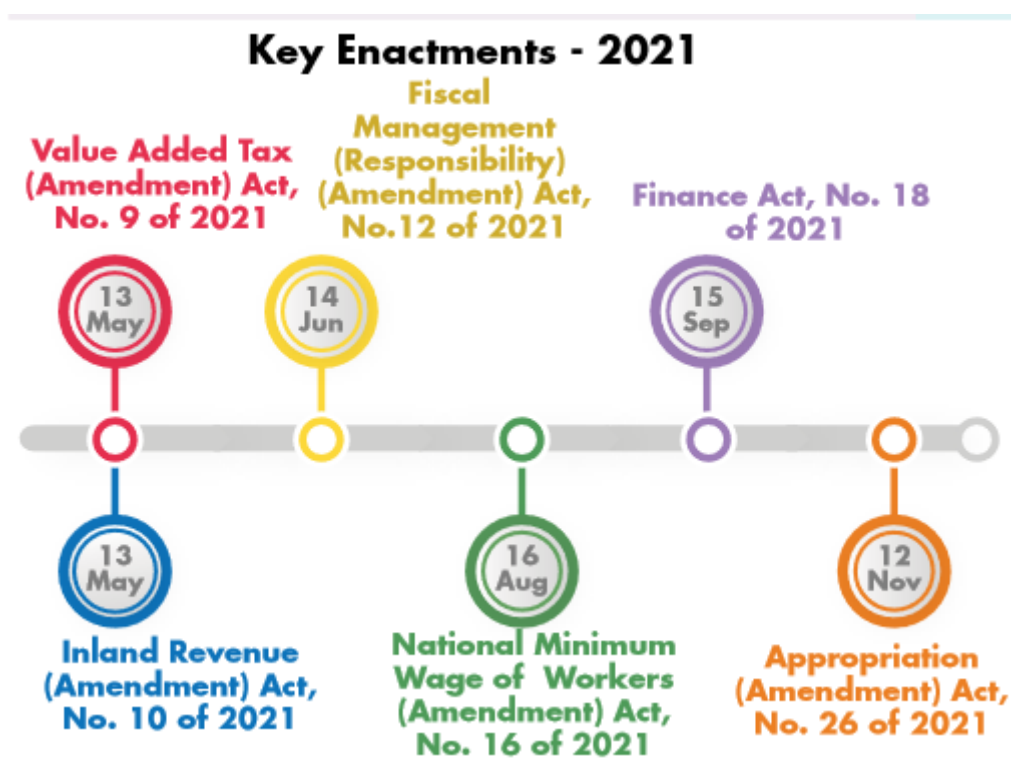 Key Enactments - 2021
Value Added Tax
(Amendment) Act,
No. 9 of 2021
13
May
Fiscal
Management
(Responsibility)
(Amendment) Act,
No.12 of 2021
14
Jun
Finance Act, No. 18
of 2021
15
Sep
13
May
Inland Revenue
(Amendment) Act,
No. 10 of 2021
16
Aug
National Minimum
Wage of Workers
(Amendment) Act,
No. 16 of 2021
12
Nov
Appropriation
(Amendment) Act,
No. 26 of 2021